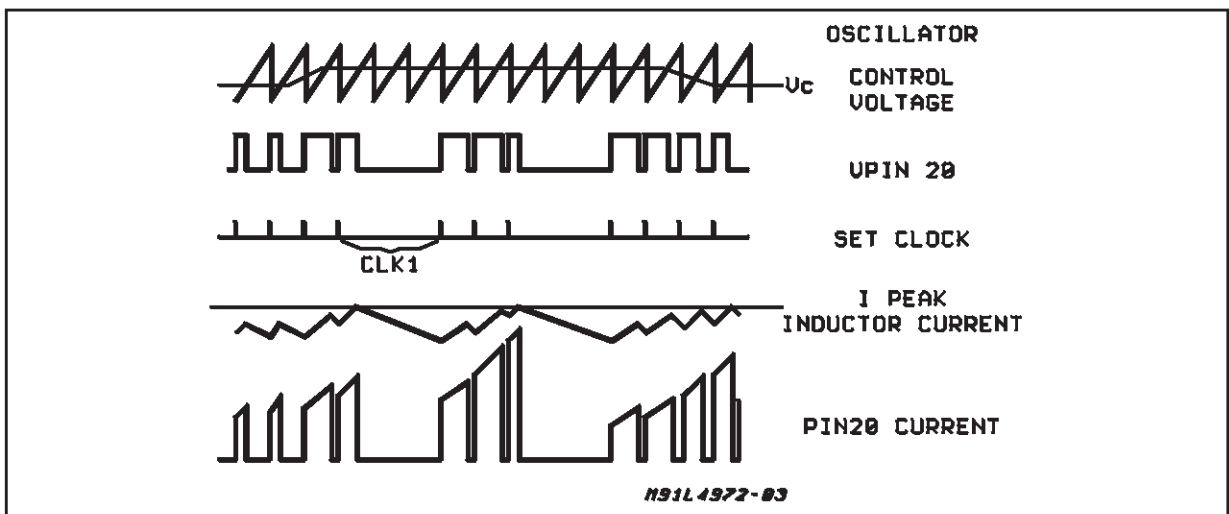 OSCILLATOR
CONTROL
VOLTAGE
Vc
VPIN 20
SET CLOCK
CLK1
I PEAK
INDUCTOR CURRENT
PIN20 CURRENT
M91L4972-03